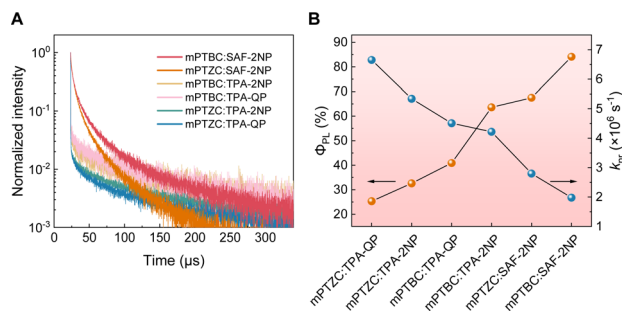 A
Normalized intensity
10⁰
10⁻¹
10⁻²
10⁻³
mPTBC:SAF-2NP
mPTZC:SAF-2NP
mPTBC:TPA-2NP
mPTBC:TPA-QP
mPTZC:TPA-2NP
mPTZC:TPA-QP
50 100 150 200 250 300
Time (μs)
B
Φ_PL (%)
90
80
70
60
50
40
30
20
7
6
5
4
3
2
1
k_nr (×10⁶ s⁻¹)
mPTZC:TPA-QP
mPTZC:TPA-2NP
mPTBC:TPA-QP
mPTBC:TPA-2NP
mPTZC:SAF-2NP
mPTBC:SAF-2NP